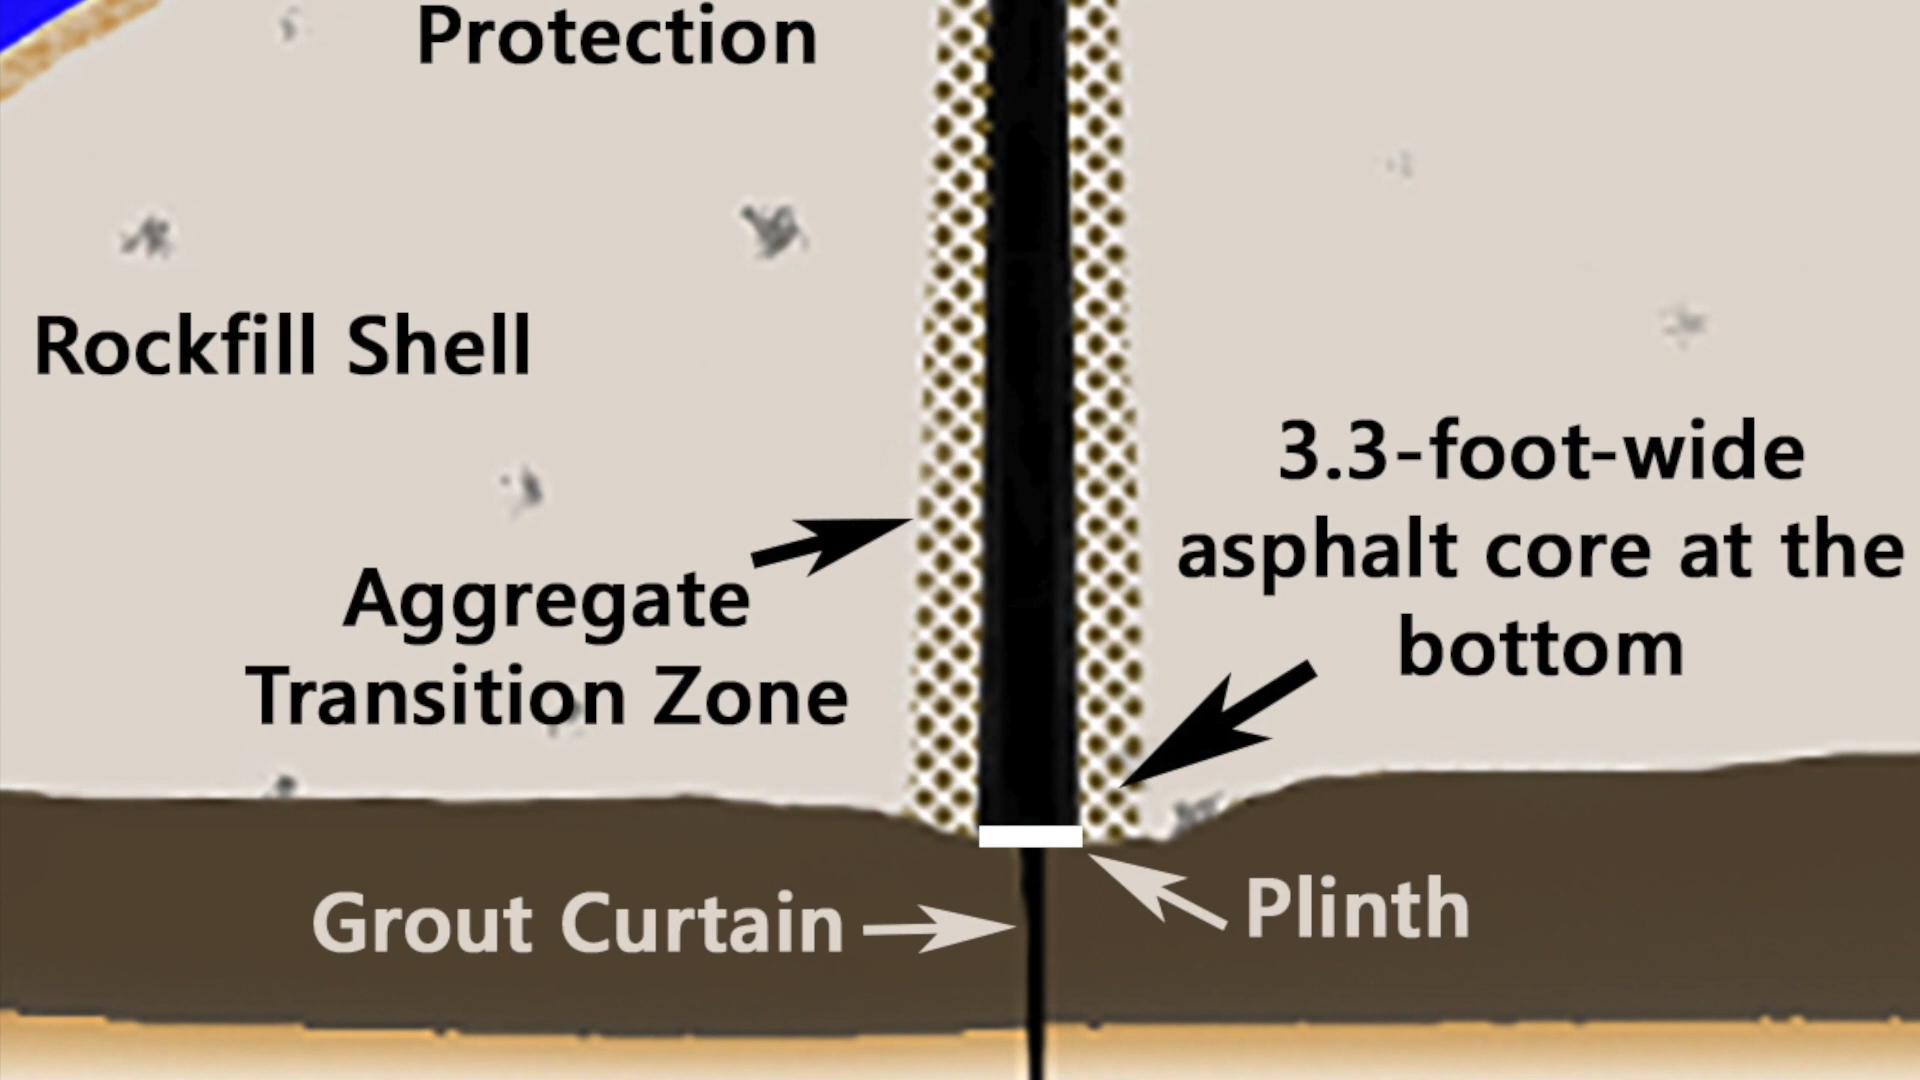 Protection
Rockfill Shell
3.3-foot-wide
asphalt core at the
bottom
Aggregate
Transition Zone
Grout Curtain
Plinth